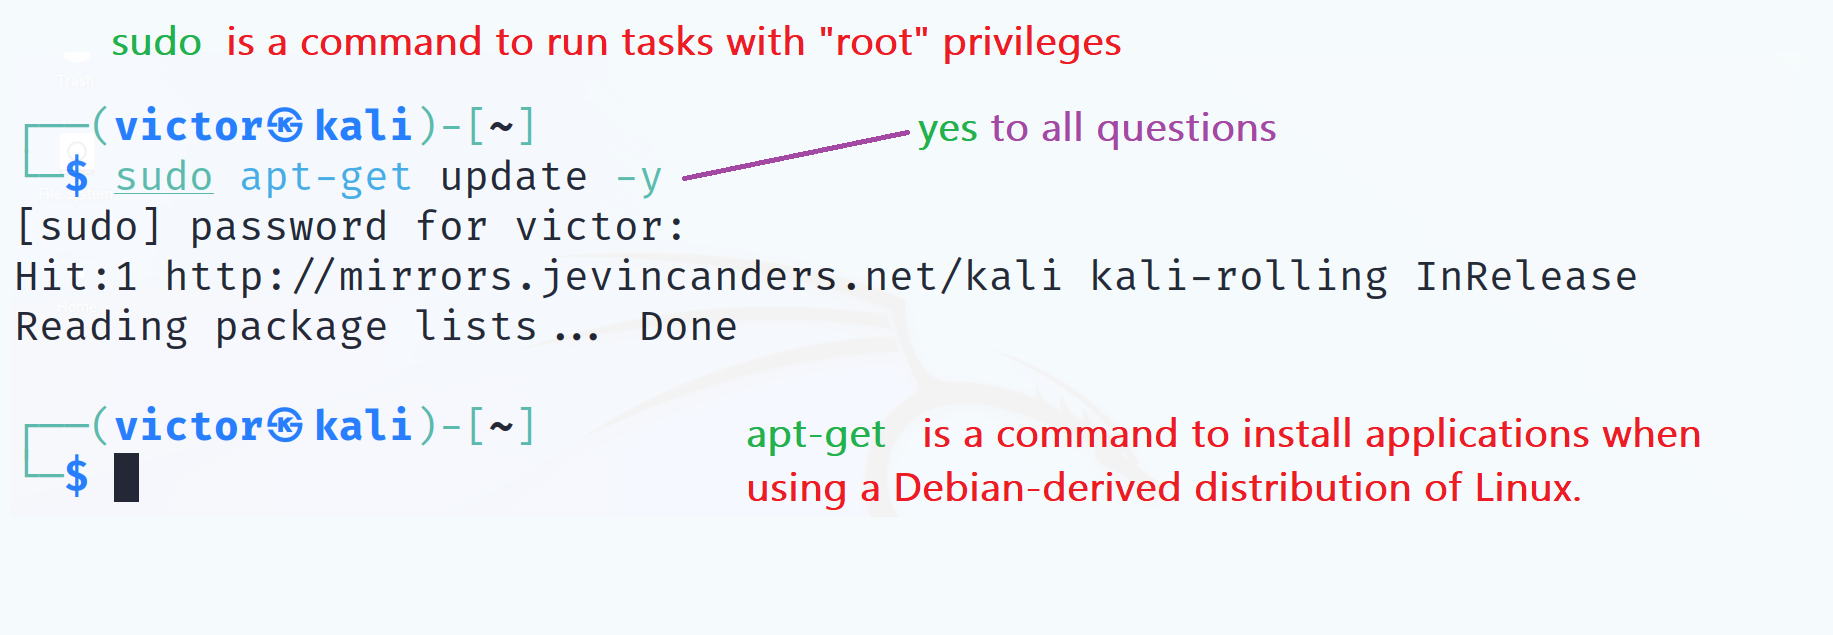 sudo is a command to run tasks with "root" privileges
┌──(victor㉿kali)-[~]
└─$ sudo apt-get update -y
yes to all questions
[sudo] password for victor:
Hit:1 http://mirrors.jevincanders.net/kali kali-rolling InRelease
Reading package lists... Done
┌──(victor㉿kali)-[~]
└─$
apt-get is a command to install applications when
using a Debian-derived distribution of Linux.